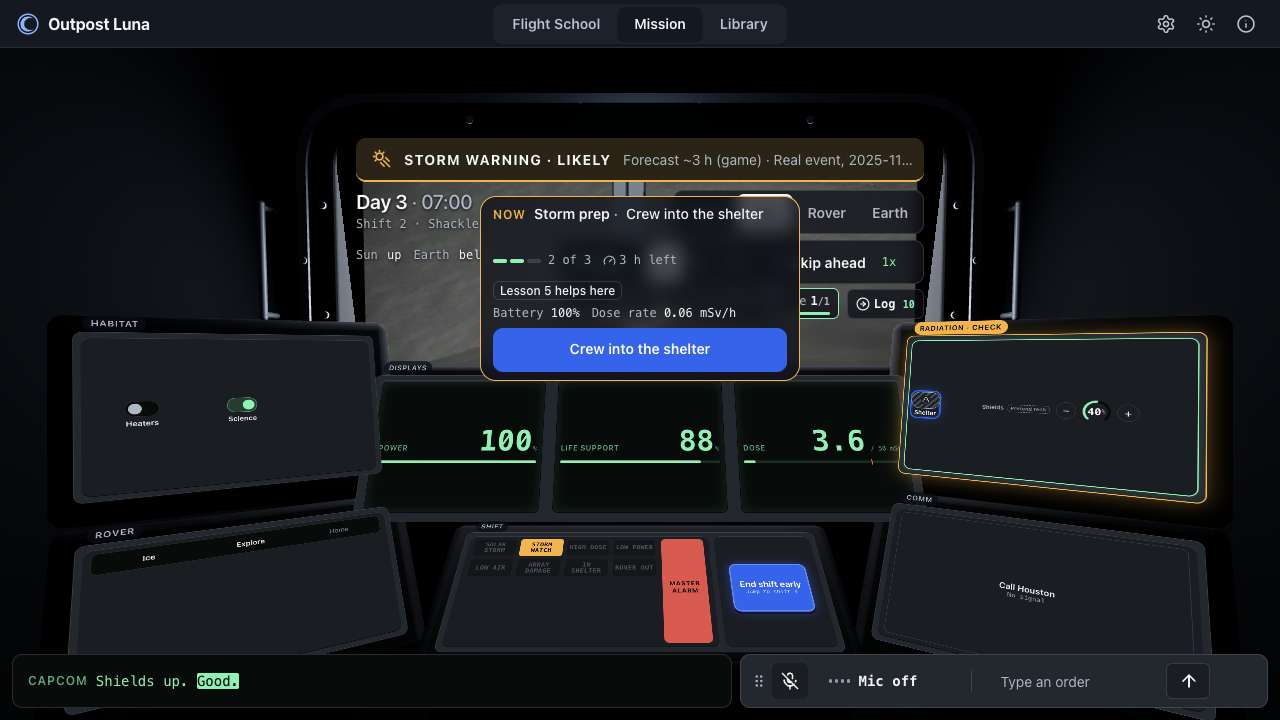 Outpost Luna
Flight School
Mission
Library
STORM WARNING · LIKELY Forecast ~3 h (game) · Real event, 2025-11...
Day 3 · 07:00
Shift 2 · Shackle
Sun up Earth bel
NOW Storm prep · Crew into the shelter
2 of 3 3 h left
Lesson 5 helps here
Battery 100% Dose rate 0.06 mSv/h
Crew into the shelter
Rover
Earth
kip ahead 1x
e 1/1
Log 10
HABITAT
Heaters
Science
DISPLAYS
POWER 100%
LIFE SUPPORT 88%
DOSE 3.6
RADIATION · CHECK
Shelter
Shields
40%
ROVER
Ice
Explore
Home
SHIFT
SOLAR STORM
STORM WATCH
HIGH DOSE
LOW POWER
LOW AIR
ARRAY DAMAGE
IN SHELTER
ROVER OUT
MASTER ALARM
End shift early
COMM
Call Houston
No signal
CAPCOM Shields up. Good.
Mic off
Type an order